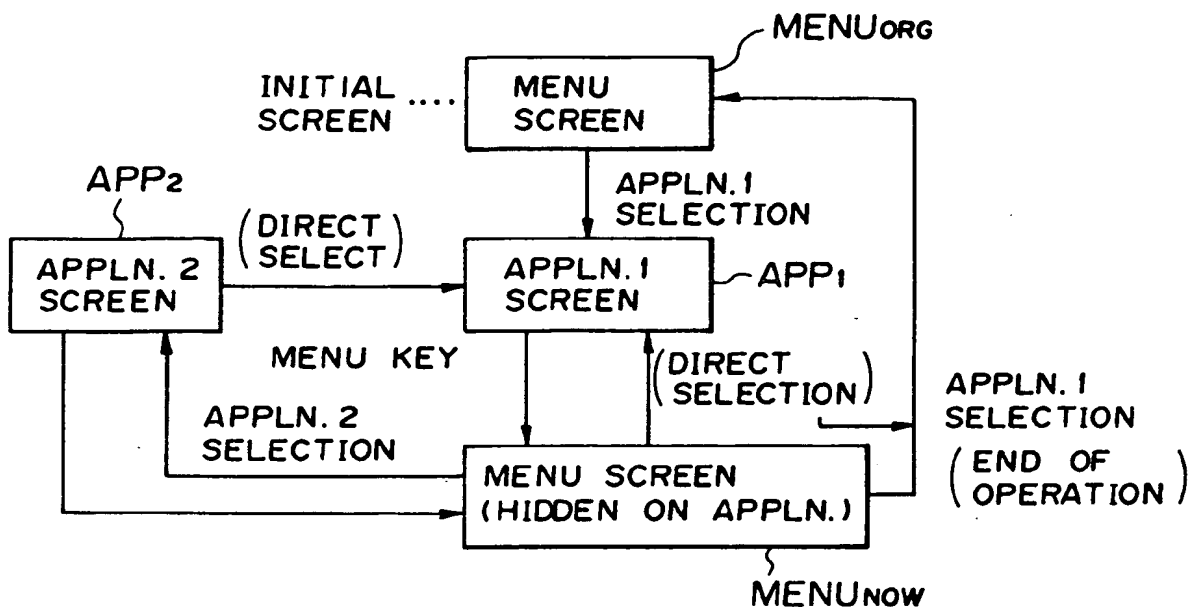 MENUORG
INITIAL
SCREEN ....
MENU
SCREEN
APP2
APPLN.1
SELECTION
(DIRECT
SELECT)
APPLN. 2
SCREEN
APPLN.1
SCREEN
APP1
MENU KEY
(DIRECT
SELECTION)
APPLN. 2
SELECTION
APPLN. 1
SELECTION
(END OF
OPERATION)
MENU SCREEN
(HIDDEN ON APPLN.)
MENUNOW